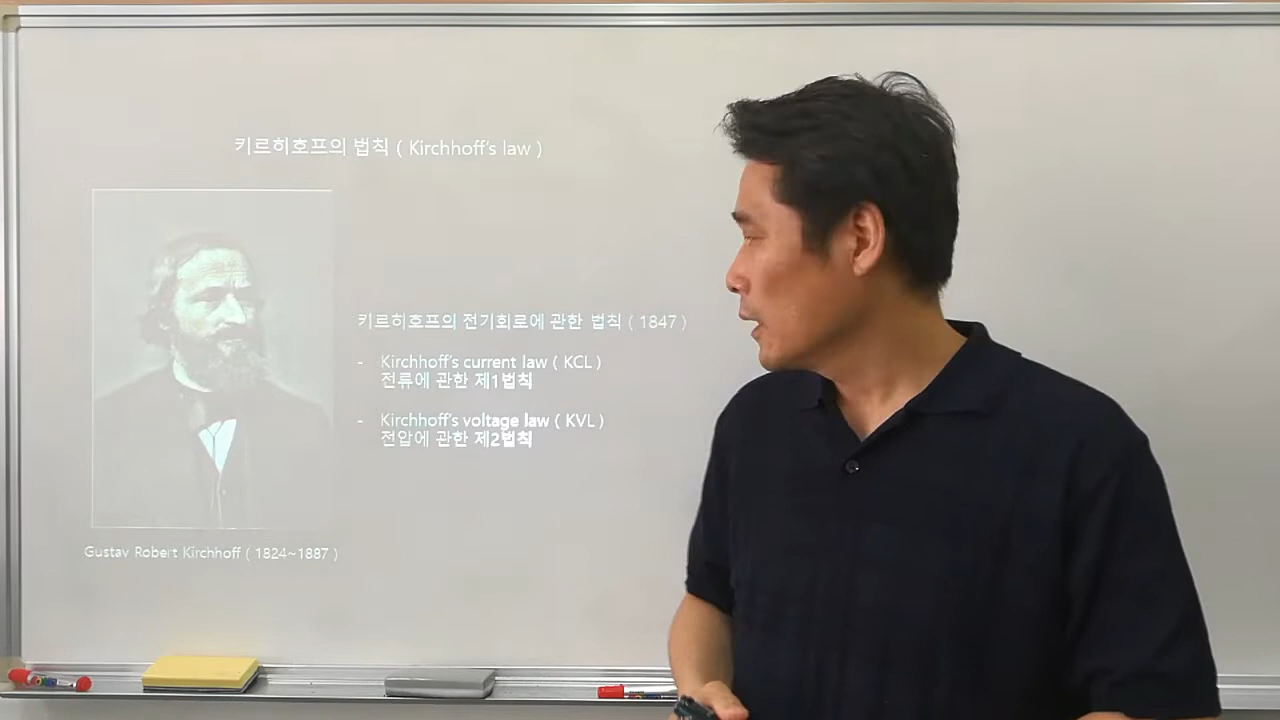 키르히호프의 법칙 ( Kirchhoff's law )
키르히호프의 전기회로에 관한 법칙 ( 1847 )
- Kirchhoff's current law ( KCL )
전류에 관한 제1법칙
- Kirchhoff's voltage law ( KVL )
전압에 관한 제2법칙
Gustav Robert Kirchhoff ( 1824~1887 )